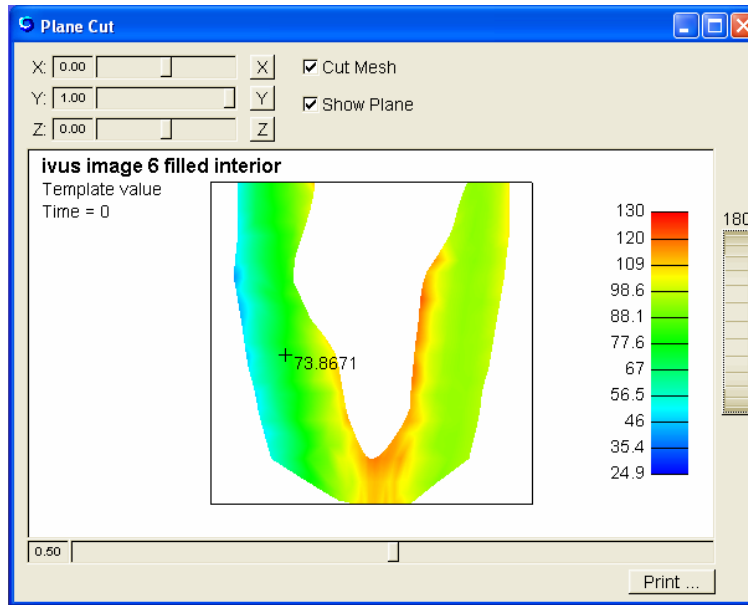 Plane Cut
X: 0.00 X
Cut Mesh
Y: 1.00 Y
Show Plane
Z: 0.00 Z
ivus image 6 filled interior
Template value
Time = 0
73.8671
130
120
109
98.6
88.1
77.6
67
56.5
46
35.4
24.9
180
0.50
Print ...